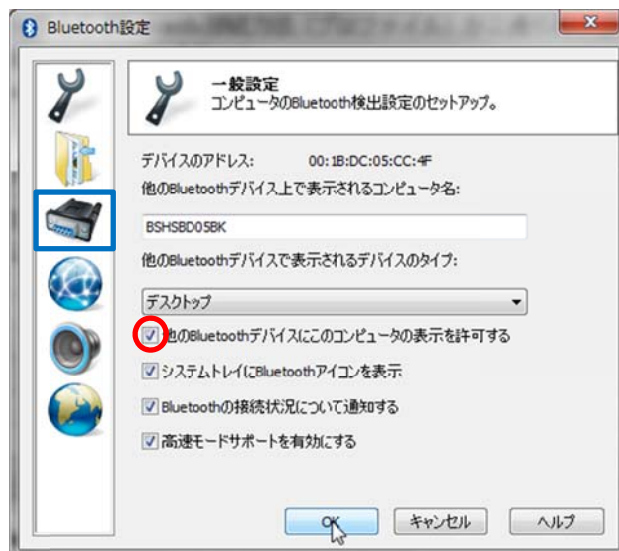 Bluetooth設定
一般設定
コンピュータのBluetooth検出設定のセットアップ。
デバイスのアドレス: 00:1B:DC:05:CC:4F
他のBluetoothデバイス上で表示されるコンピュータ名:
BSHSBD05BK
他のBluetoothデバイスで表示されるデバイスのタイプ:
デスクトップ
他のBluetoothデバイスにこのコンピュータの表示を許可する
システムトレイにBluetoothアイコンを表示
Bluetoothの接続状況について通知する
高速モードサポートを有効にする
OK キャンセル ヘルプ